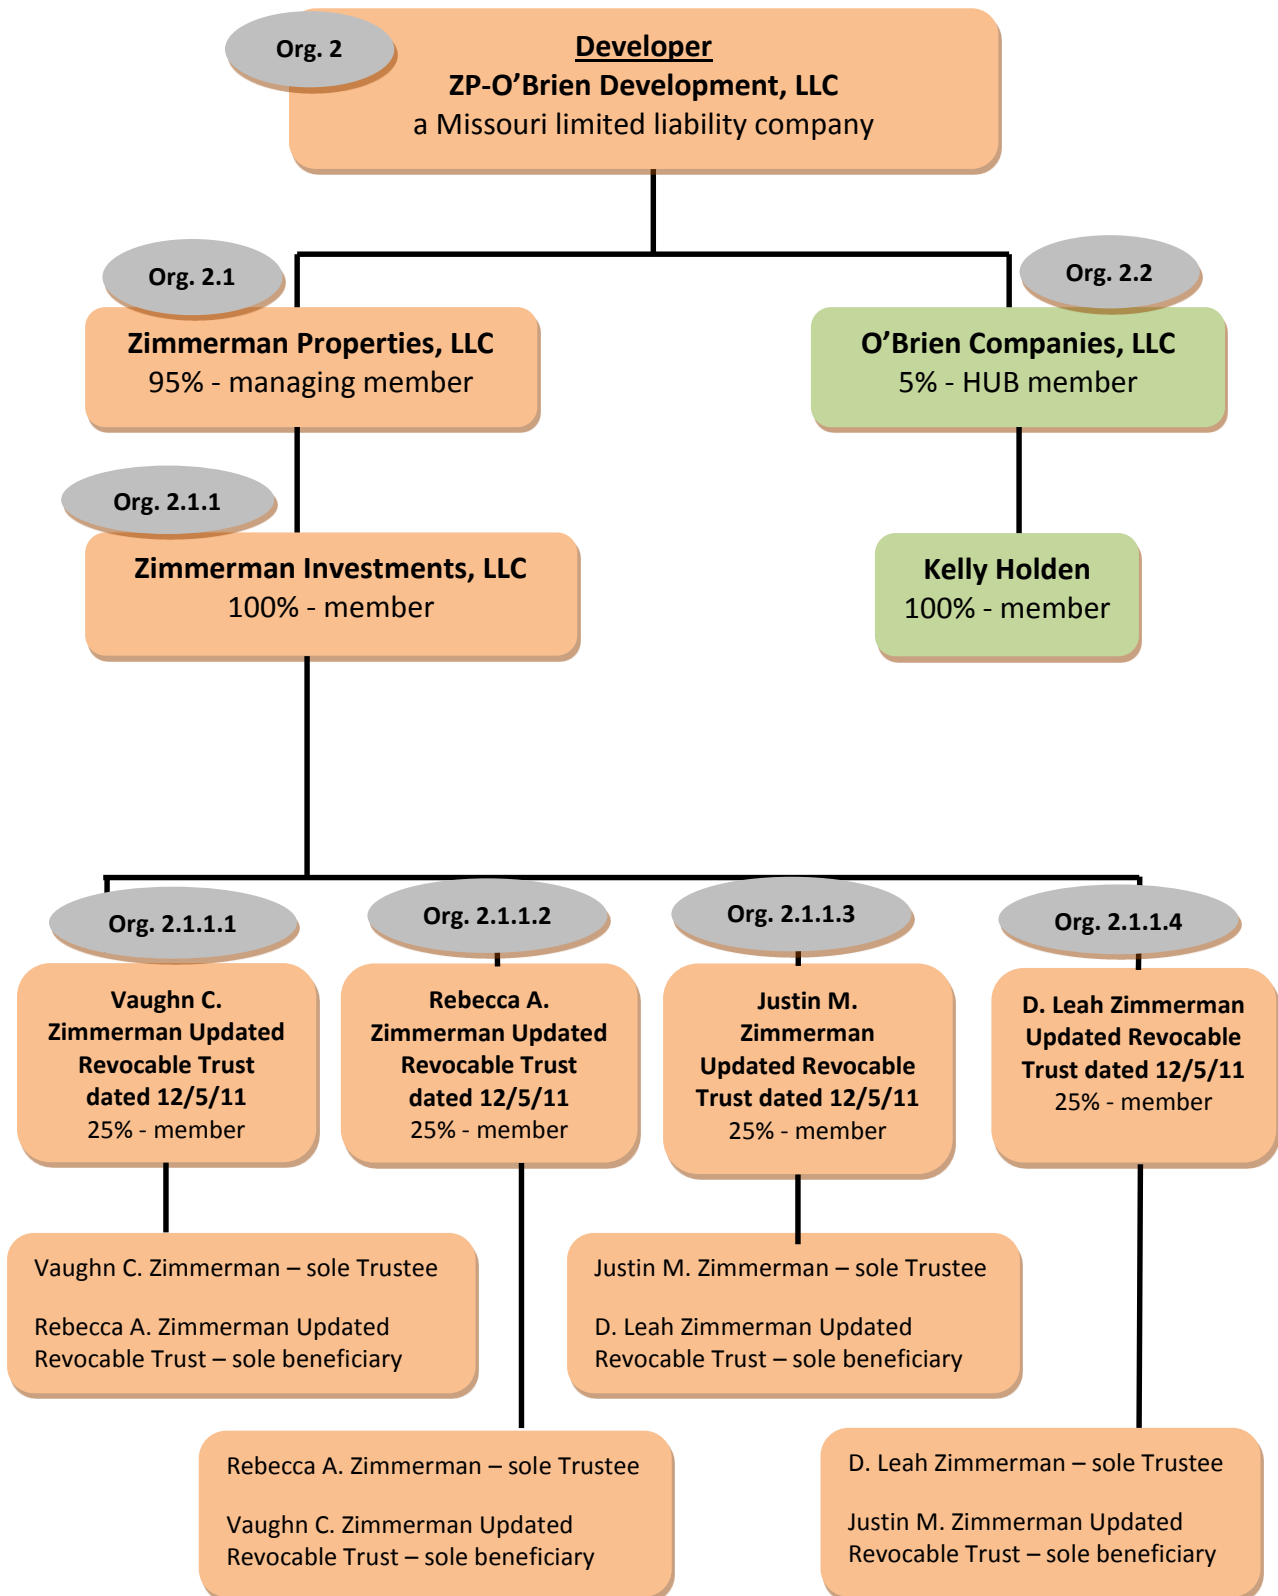 Org. 2
Developer
ZP-O’Brien Development, LLC
a Missouri limited liability company
Org. 2.1
Zimmerman Properties, LLC
95% - managing member
Org. 2.2
O’Brien Companies, LLC
5% - HUB member
Org. 2.1.1
Zimmerman Investments, LLC
100% - member
Kelly Holden
100% - member
Org. 2.1.1.1
Vaughn C.
Zimmerman Updated
Revocable Trust
dated 12/5/11
25% - member
Org. 2.1.1.2
Rebecca A.
Zimmerman Updated
Revocable Trust
dated 12/5/11
25% - member
Org. 2.1.1.3
Justin M.
Zimmerman
Updated Revocable
Trust dated 12/5/11
25% - member
Org. 2.1.1.4
D. Leah Zimmerman
Updated Revocable
Trust dated 12/5/11
25% - member
Vaughn C. Zimmerman – sole Trustee
Rebecca A. Zimmerman Updated
Revocable Trust – sole beneficiary
Justin M. Zimmerman – sole Trustee
D. Leah Zimmerman Updated
Revocable Trust – sole beneficiary
Rebecca A. Zimmerman – sole Trustee
Vaughn C. Zimmerman Updated
Revocable Trust – sole beneficiary
D. Leah Zimmerman – sole Trustee
Justin M. Zimmerman Updated
Revocable Trust – sole beneficiary